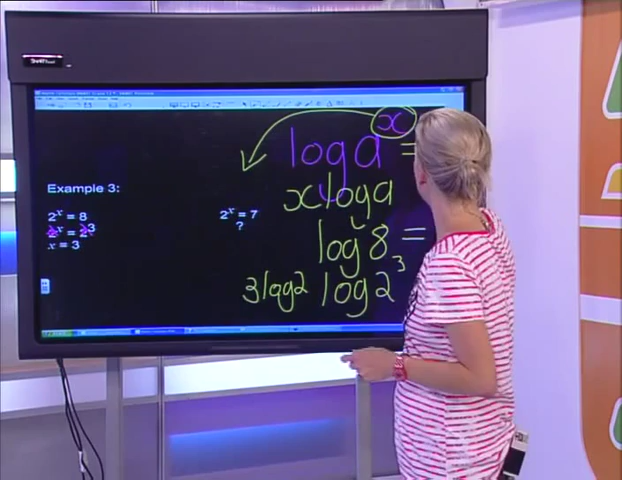 log a^x =
x log a
Example 3:
2^x = 8
2^x = 2^3
x = 3
2^x = 7
?
log 8 =
3log2 log 2^3